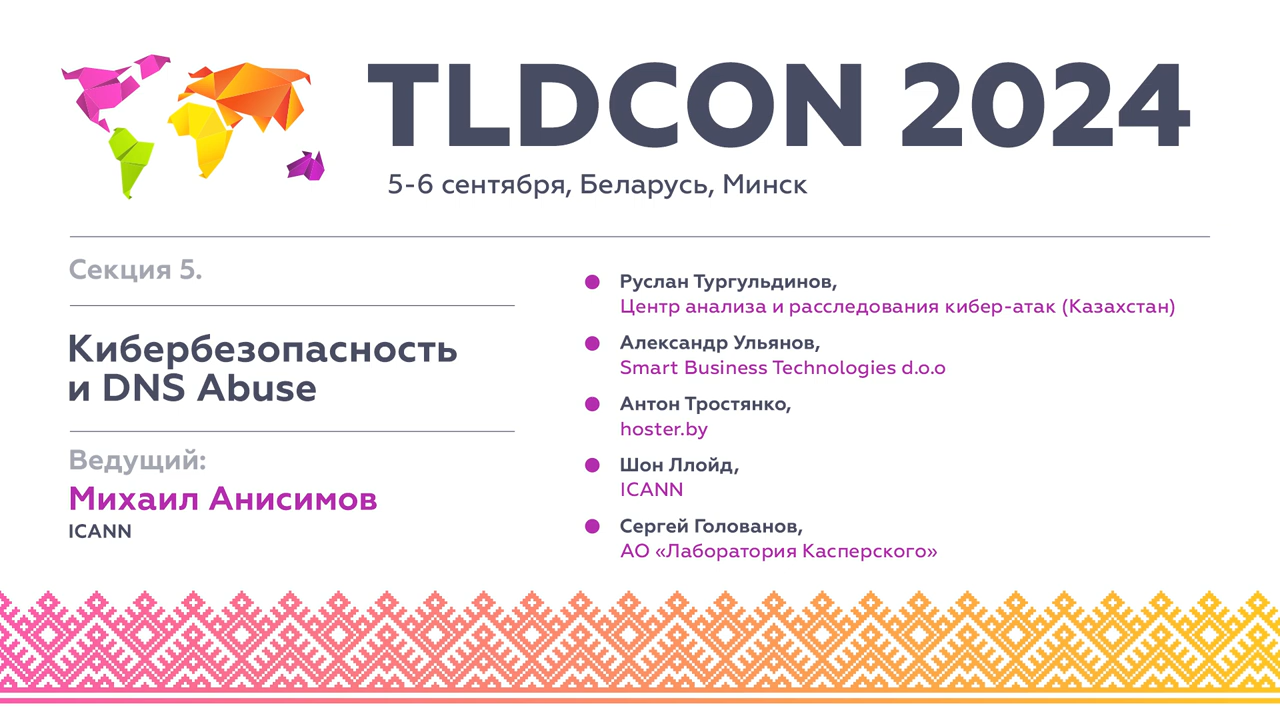 TLDCON 2024
5-6 сентября, Беларусь, Минск
Секция 5.
Кибербезопасность
и DNS Abuse
Ведущий:
Михаил Анисимов
ICANN
Руслан Тургульдинов,
Центр анализа и расследования кибер-атак (Казахстан)
Александр Ульянов,
Smart Business Technologies d.o.o
Антон Тростянко,
hoster.by
Шон Ллойд,
ICANN
Сергей Голованов,
АО «Лаборатория Касперского»